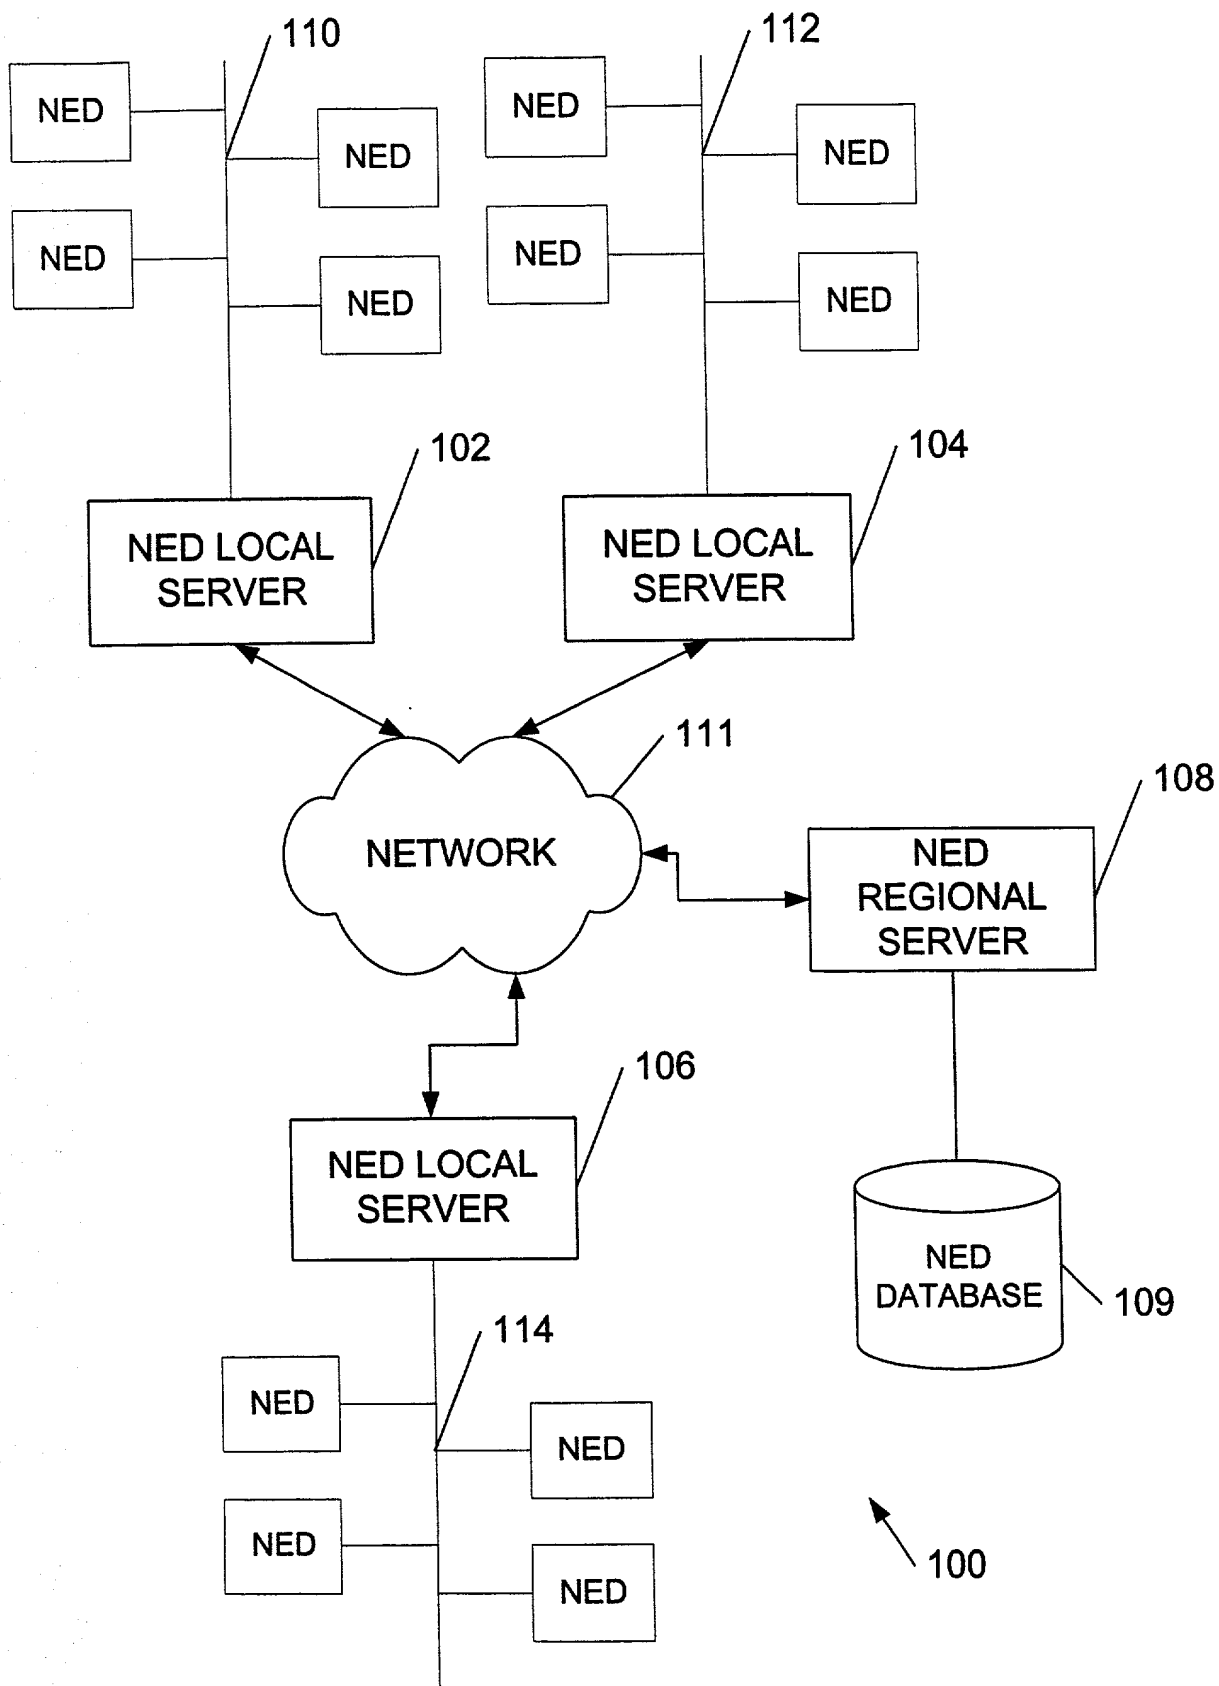 110
112
NED
NED
NED
NED
NED
NED
NED
NED
102
104
NED LOCAL
SERVER
NED LOCAL
SERVER
111
108
NETWORK
NED
REGIONAL
SERVER
106
NED LOCAL
SERVER
NED
DATABASE
109
114
NED
NED
NED
NED
100